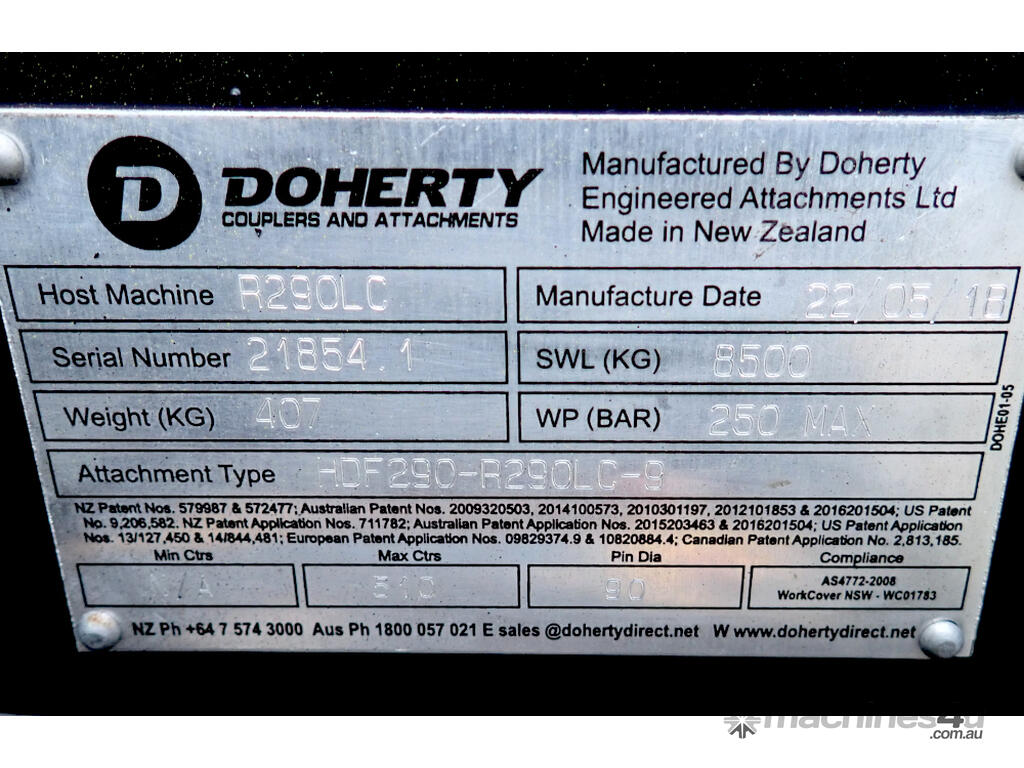 D DOHERTY
COUPLERS AND ATTACHMENTS
Manufactured By Doherty
Engineered Attachments Ltd
Made in New Zealand
Host Machine R290LC
Manufacture Date 22/05/18
Serial Number 21854.1
SWL (KG) 8500
Weight (KG) 407
WP (BAR) 250 MAX
DOHE01-05
Attachment Type HDF290-R290LC-9
NZ Patent Nos. 579987 & 572477; Australian Patent Nos. 2009320503, 2014100573, 2010301197, 2012101853 & 2016201504; US Patent
No. 9,206,582. NZ Patent Application Nos. 711782; Australian Patent Application Nos. 2015203463 & 2016201504; US Patent Application
Nos. 13/127,450 & 14/844,481; European Patent Application Nos. 09829374.9 & 10820884.4; Canadian Patent Application No. 2,813,185.
Min Ctrs Max Ctrs Pin Dia Compliance
N/A 510 90
AS4772-2008
WorkCover NSW - WC01783
NZ Ph +64 7 574 3000 Aus Ph 1800 057 021 E sales @dohertydirect.net W www.dohertydirect.net
machines4u
.com.au